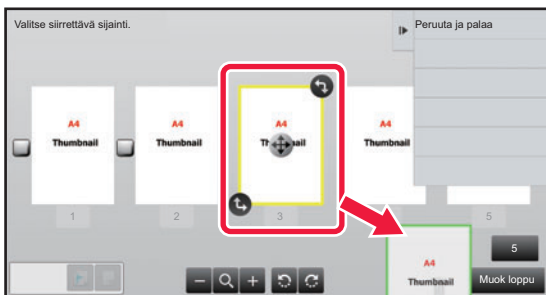 Valitse siirrettävä sijainti.
Peruuta ja palaa
A4
Thumbnail
A4
Thumbnail
A4
Thumbnail
A4
Thumbnail
1
2
3
5
5
A4
Thumbnail
Muok loppu